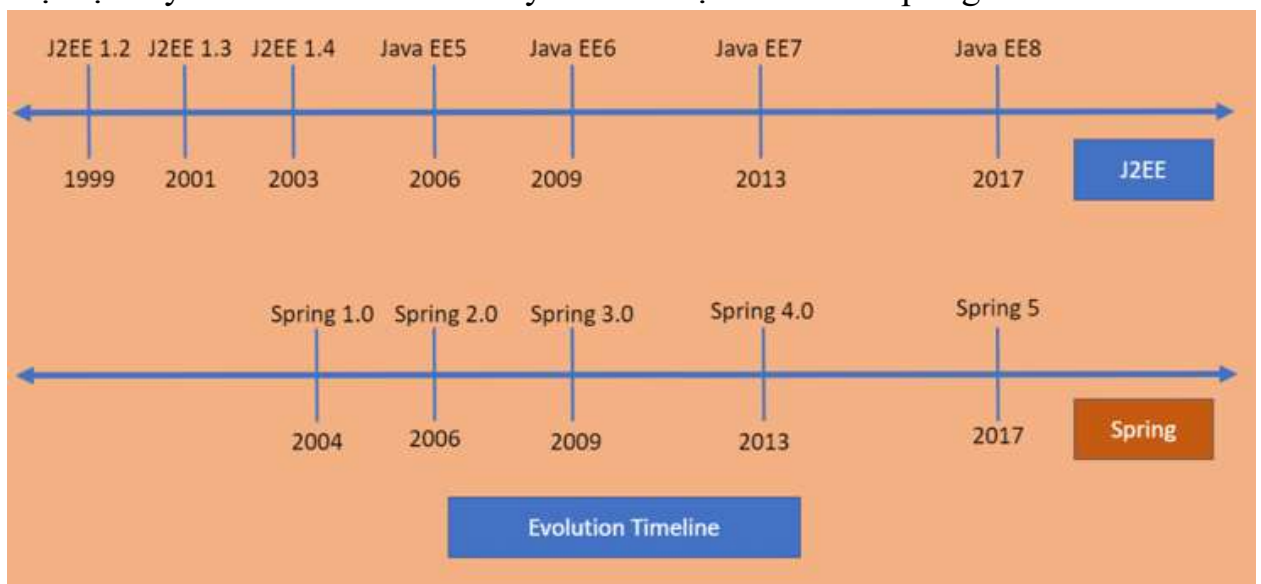 J2EE 1.2 J2EE 1.3 J2EE 1.4 Java EE5 Java EE6 Java EE7 Java EE8
1999 2001 2003 2006 2009 2013 2017
J2EE
Spring 1.0 Spring 2.0 Spring 3.0 Spring 4.0 Spring 5
2004 2006 2009 2013 2017
Spring
Evolution Timeline